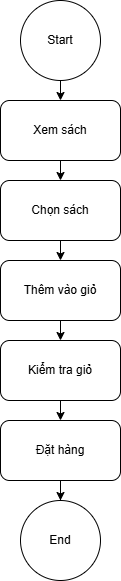 Start
Xem sách
Chọn sách
Thêm vào giỏ
Kiểm tra giỏ
Đặt hàng
End